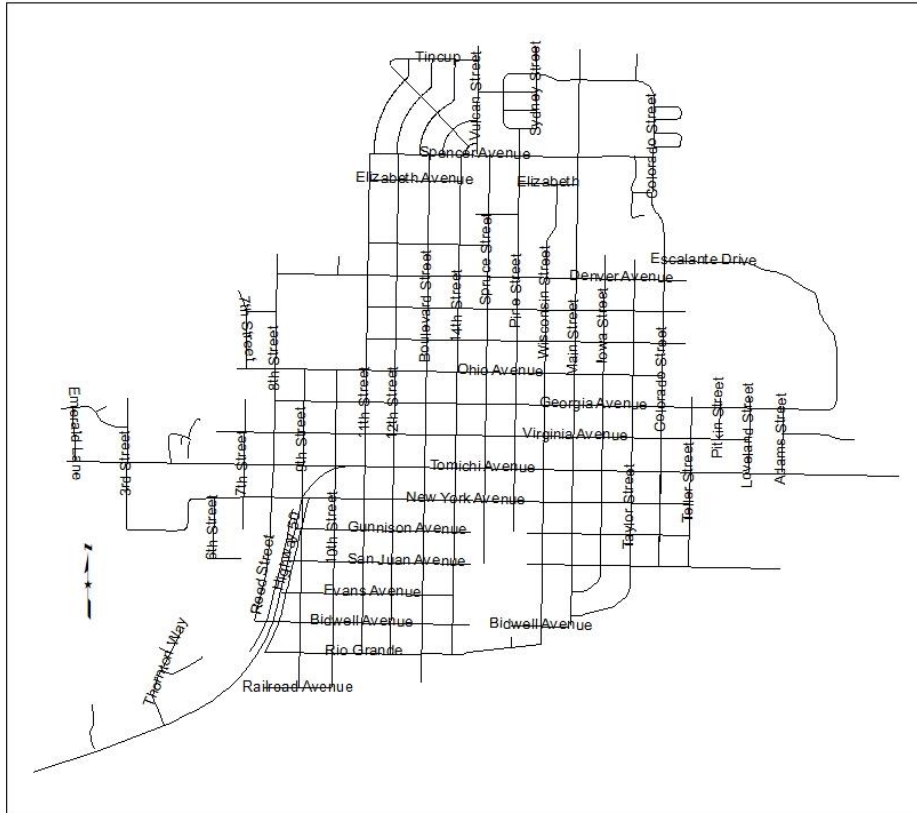 Tincup
Vulcan Street
Sydney Street
Colorado Street
Spencer Avenue
Elizabeth Avenue
Elizabeth
Escalante Drive
Denver Avenue
7th Street
8th Street
Boulevard Street
14th Street
Spruce Street
Pine Street
Wisconsin Street
Main Street
Iowa Street
Ohio Avenue
Emerald Lane
3rd Street
7th Street
9th Street
11th Street
12th Street
Georgia Avenue
Colorado Street
Pitkin Street
Loveland Street
Adams Street
Virginia Avenue
Tomichi Avenue
New York Avenue
6th Street
10th Street
Taylor Street
Teller Street
Gunnison Avenue
Reed Street
Highway 50
San Juan Avenue
Evans Avenue
Bidwell Avenue
Bidwell Avenue
Rio Grande
Thornton Way
Railroad Avenue
N